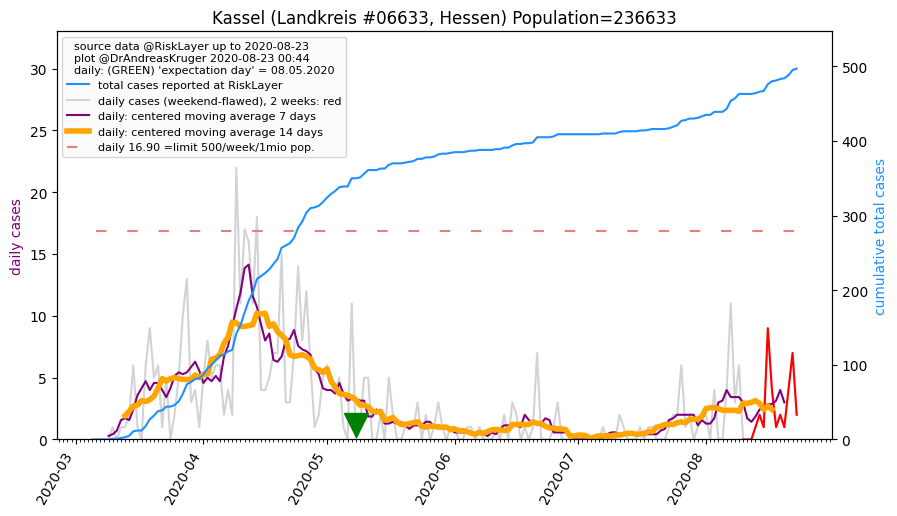 Kassel (Landkreis #06633, Hessen) Population=236633
source data @RiskLayer up to 2020-08-23
plot @DrAndreasKruger 2020-08-23 00:44
daily: (GREEN) 'expectation day' = 08.05.2020
total cases reported at RiskLayer
daily cases (weekend-flawed), 2 weeks: red
daily: centered moving average 7 days
daily: centered moving average 14 days
daily 16.90 =limit 500/week/1mio pop.
daily cases
30
25
20
15
10
5
0
cumulative total cases
500
400
300
200
100
0
2020-03
2020-04
2020-05
2020-06
2020-07
2020-08